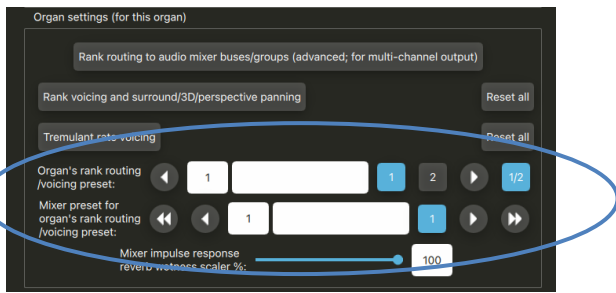 Organ settings (for this organ)
Rank routing to audio mixer buses/groups (advanced; for multi-channel output)
Rank voicing and surround/3D/perspective panning Reset all
Tremulant rate voicing Reset all
Organ's rank routing
/voicing preset: 1 1 2 1/2
Mixer preset for
organ's rank routing
/voicing preset: 1 1
Mixer impulse response
reverb wetness scaler %: 100